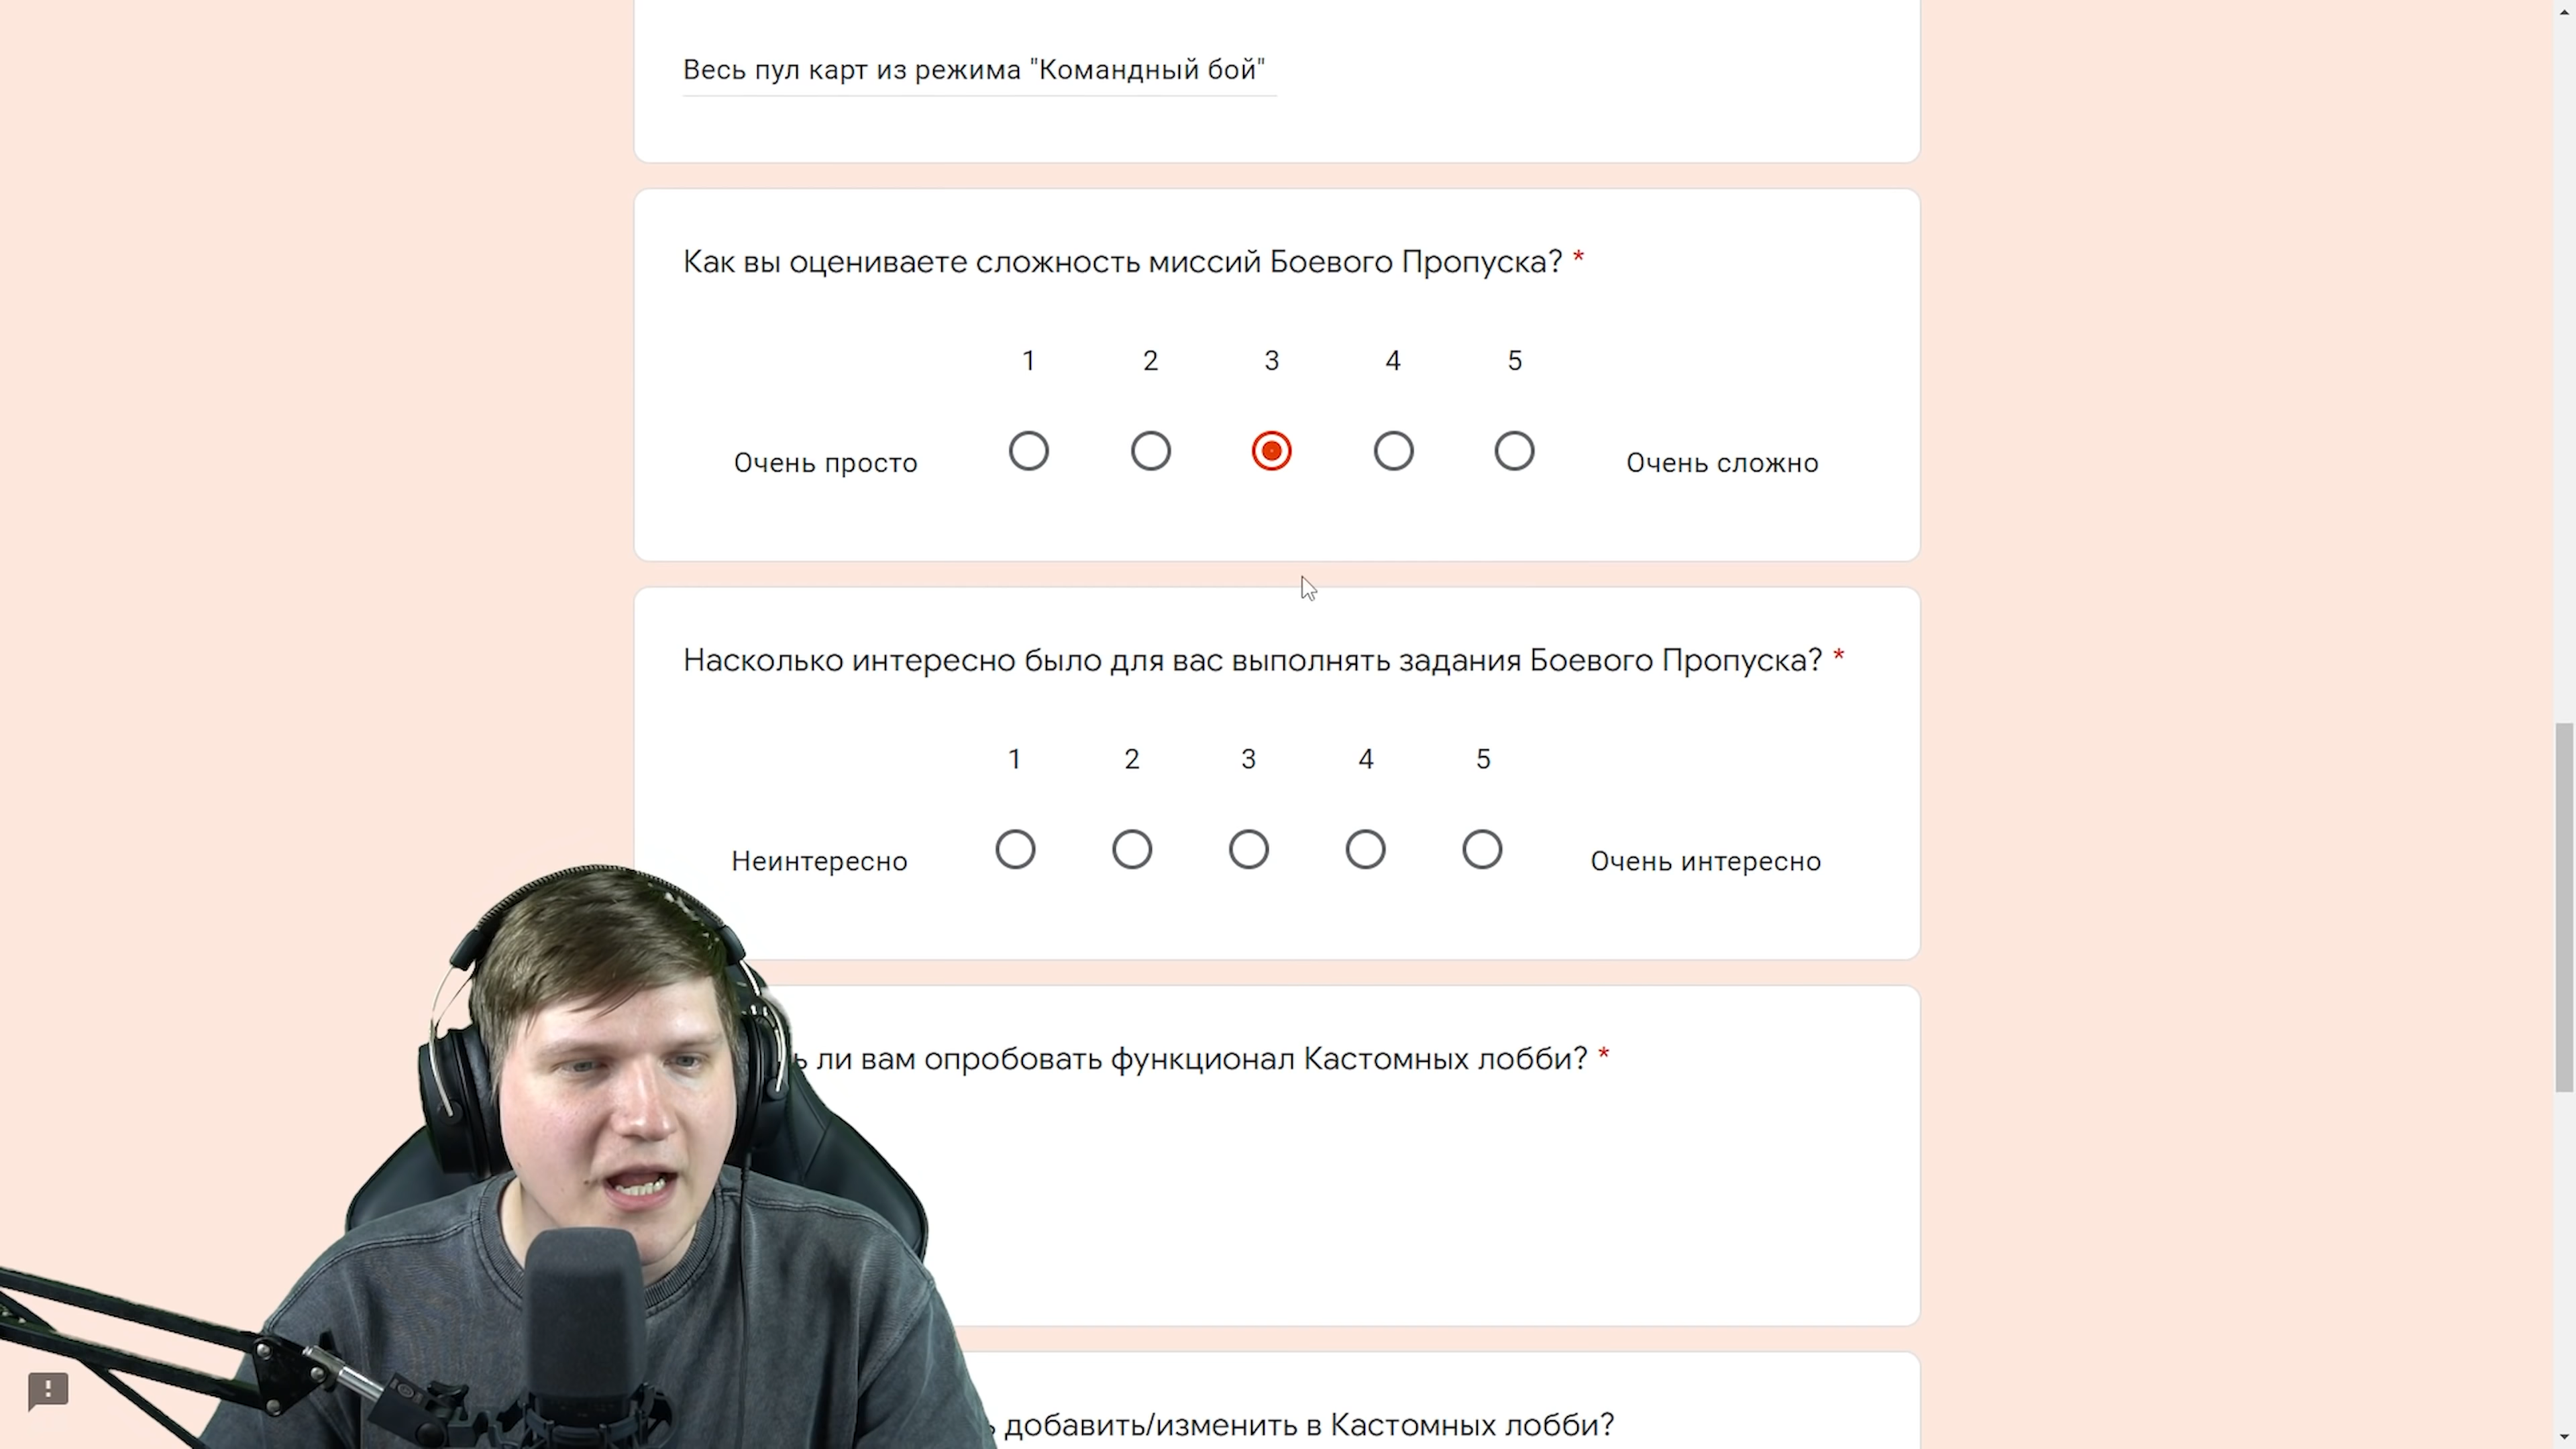 Весь пул карт из режима "Командный бой"
Как вы оцениваете сложность миссий Боевого Пропуска? *
1 2 3 4 5
Очень просто Очень сложно
Насколько интересно было для вас выполнять задания Боевого Пропуска? *
1 2 3 4 5
Неинтересно Очень интересно
ли вам опробовать функционал Кастомных лобби? *
добавить/изменить в Кастомных лобби?